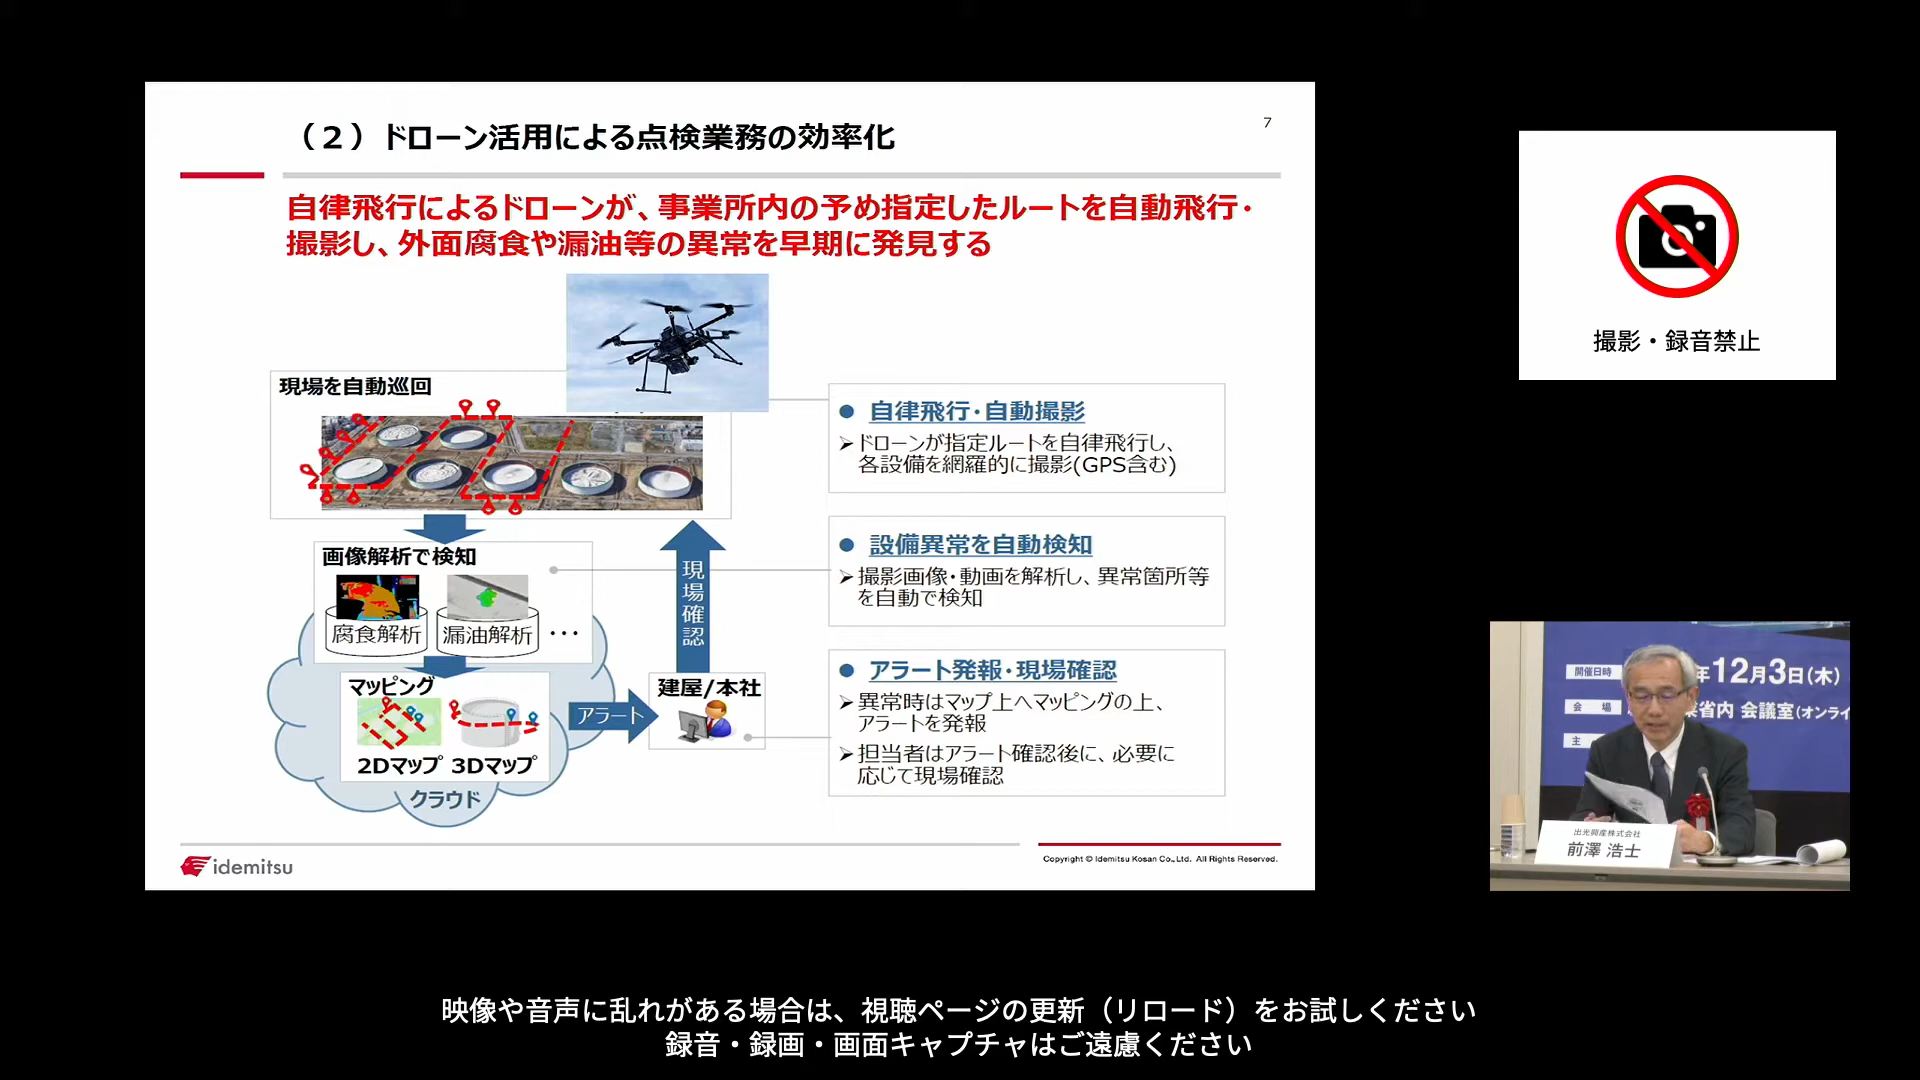 （２）ドローン活用による点検業務の効率化
7
自律飛行によるドローンが、事業所内の予め指定したルートを自動飛行・
撮影し、外面腐食や漏油等の異常を早期に発見する
現場を自動巡回
画像解析で検知
腐食解析
漏油解析
・・・
マッピング
2Dマップ
3Dマップ
クラウド
アラート
建屋/本社
現場確認
● 自律飛行・自動撮影
➢ドローンが指定ルートを自律飛行し、
各設備を網羅的に撮影(GPS含む)
● 設備異常を自動検知
➢撮影画像・動画を解析し、異常箇所等
を自動で検知
● アラート発報・現場確認
➢異常時はマップ上へマッピングの上、
アラートを発報
➢担当者はアラート確認後に、必要に
応じて現場確認
idemitsu
Copyright © Idemitsu Kosan Co.,Ltd. All Rights Reserved.
撮影・録音禁止
開催日時
年12月3日(木)
会 場
業省内 会議室(オンライ
主
出光興産株式会社
前澤 浩士
映像や音声に乱れがある場合は、視聴ページの更新（リロード）をお試しください
録音・録画・画面キャプチャはご遠慮ください